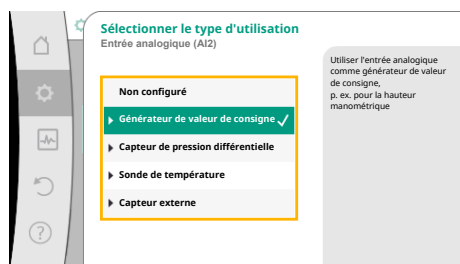 Sélectionner le type d'utilisation
Entrée analogique (AI2)
Non configuré
Générateur de valeur de consigne
Capteur de pression différentielle
Sonde de température
Capteur externe
Utiliser l'entrée analogique
comme générateur de valeur
de consigne,
p. ex. pour la hauteur
manométrique
?